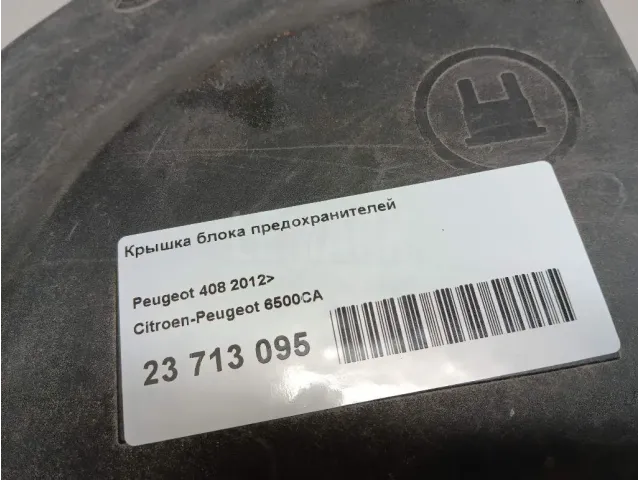 Крышка блока предохранителей
Peugeot 408 2012>
Citroen-Peugeot 6500CA
23 713 095